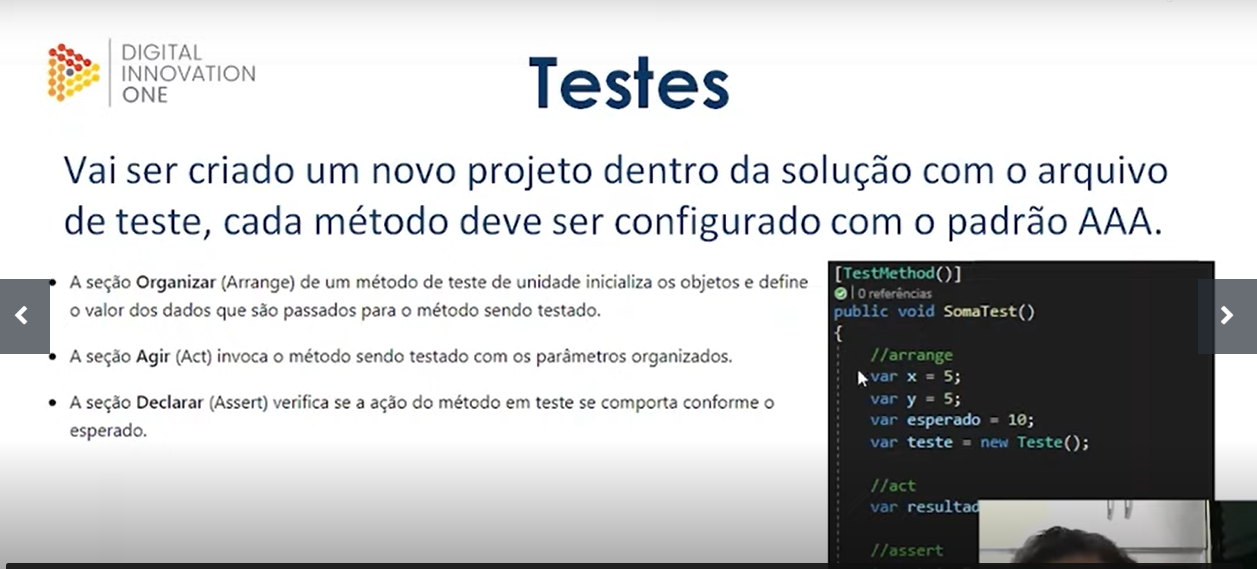 DIGITAL
INNOVATION
ONE
Testes
Vai ser criado um novo projeto dentro da solução com o arquivo
de teste, cada método deve ser configurado com o padrão AAA.
• A seção Organizar (Arrange) de um método de teste de unidade inicializa os objetos e define
o valor dos dados que são passados para o método sendo testado.
• A seção Agir (Act) invoca o método sendo testado com os parâmetros organizados.
• A seção Declarar (Assert) verifica se a ação do método em teste se comporta conforme o
esperado.
[TestMethod()]
| 0 referências
public void SomaTest()
{
//arrange
var x = 5;
var y = 5;
var esperado = 10;
var teste = new Teste();
//act
var resultad
//assert